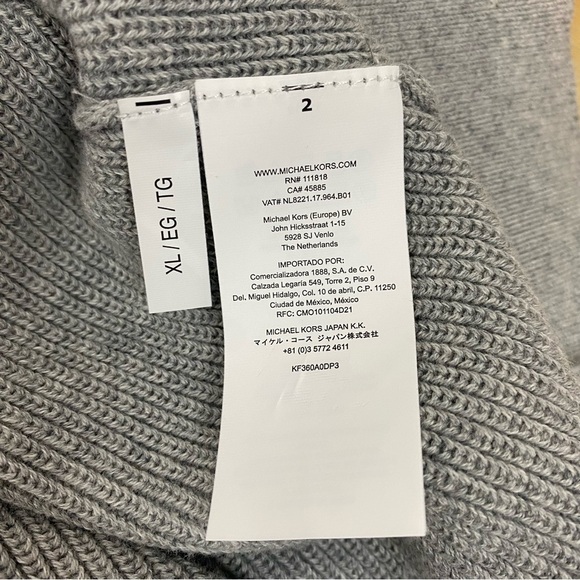 XL / EG / TG
2
WWW.MICHAELKORS.COM
RN# 111818
CA# 45885
VAT# NL8221.17.964.B01
Michael Kors (Europe) BV
John Hicksstraat 1-15
5928 SJ Venlo
The Netherlands
IMPORTADO POR:
Comercializadora 1888, S.A. de C.V.
Calzada Legaría 549, Torre 2, Piso 9
Del. Miguel Hidalgo, Col. 10 de abril, C.P. 11250
Ciudad de México, México
RFC: CMO101104D21
MICHAEL KORS JAPAN K.K.
マイケル・コース ジャパン株式会社
+81 (0)3 5772 4611
KF360A0DP3